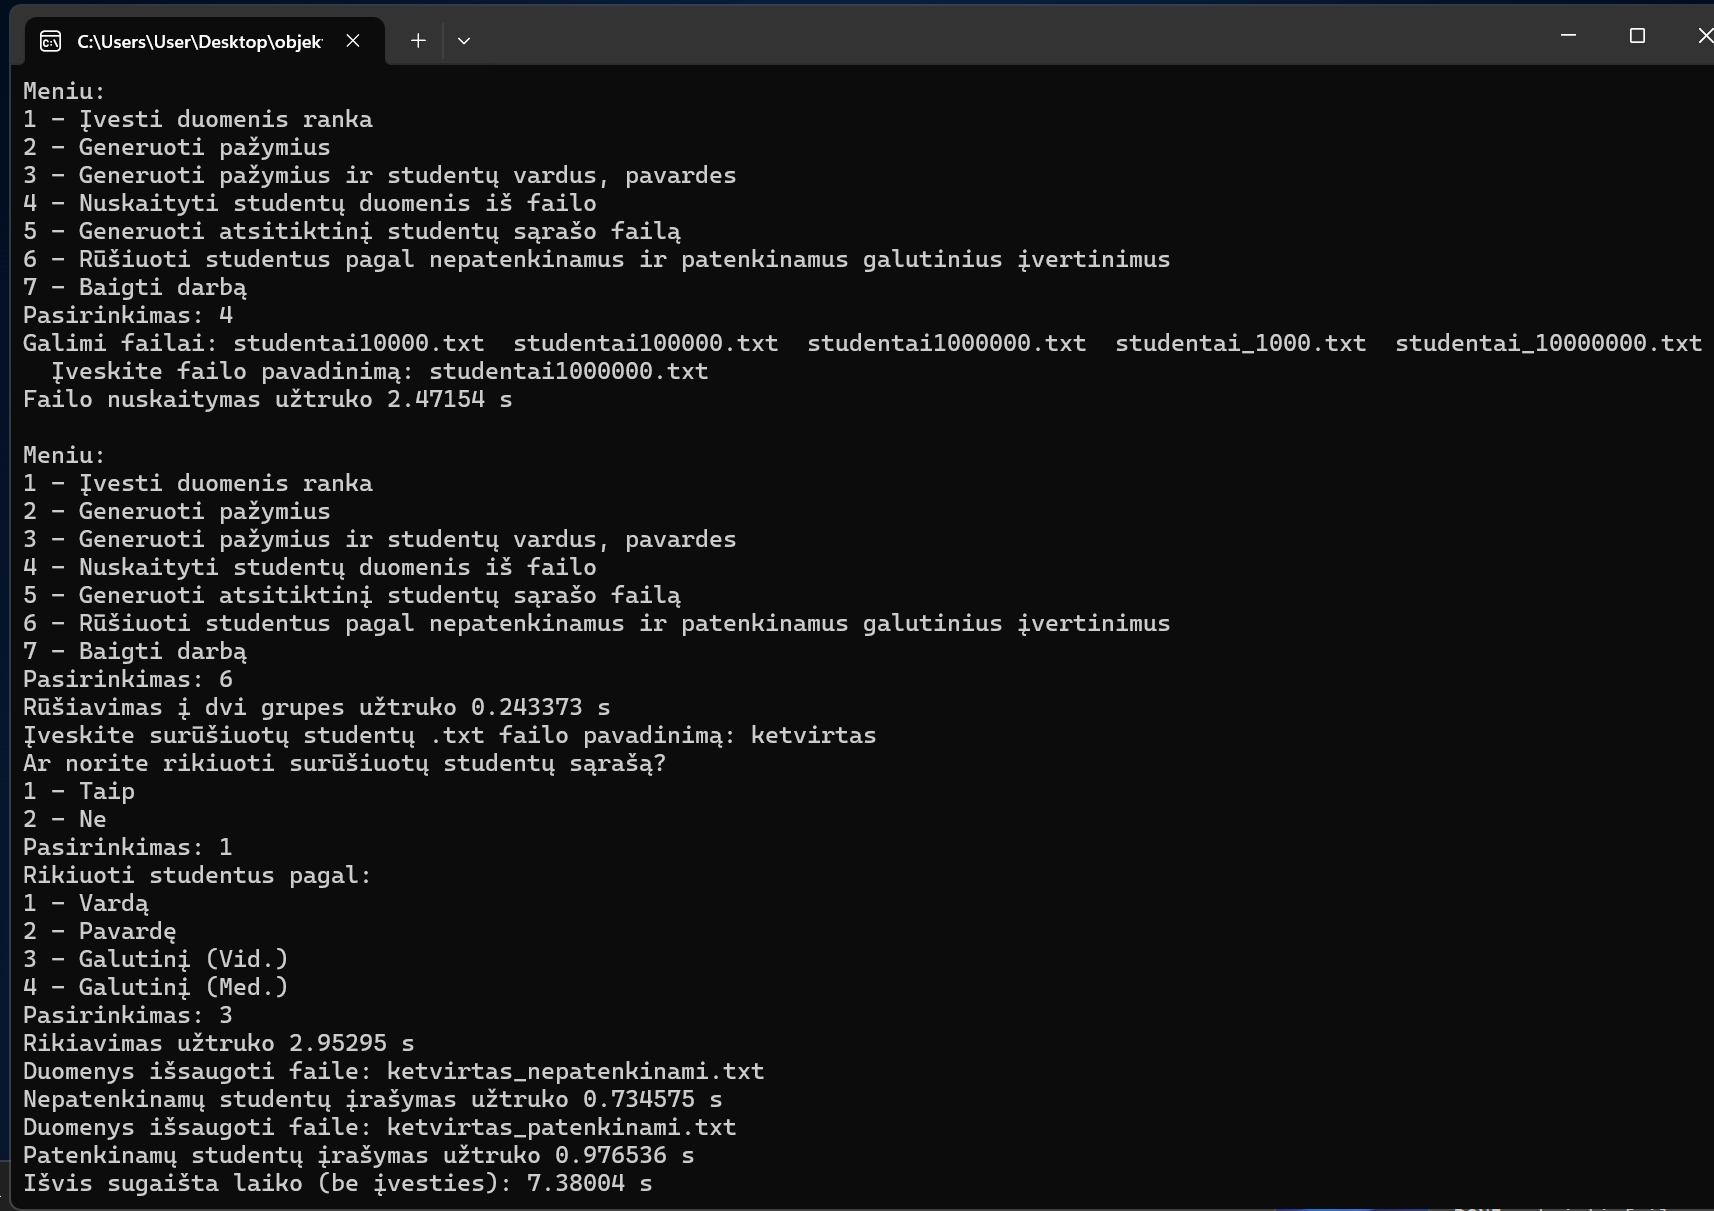 C:\Users\User\Desktop\objek
Meniu:
1 - Įvesti duomenis ranka
2 - Generuoti pažymius
3 - Generuoti pažymius ir studentų vardus, pavardes
4 - Nuskaityti studentų duomenis iš failo
5 - Generuoti atsitiktinį studentų sąrašo failą
6 - Rūšiuoti studentus pagal nepatenkinamus ir patenkinamus galutinius įvertinimus
7 - Baigti darbą
Pasirinkimas: 4
Galimi failai: studentai10000.txt  studentai100000.txt  studentai1000000.txt  studentai_1000.txt  studentai_10000000.txt
  Įveskite failo pavadinimą: studentai1000000.txt
Failo nuskaitymas užtruko 2.47154 s
Meniu:
1 - Įvesti duomenis ranka
2 - Generuoti pažymius
3 - Generuoti pažymius ir studentų vardus, pavardes
4 - Nuskaityti studentų duomenis iš failo
5 - Generuoti atsitiktinį studentų sąrašo failą
6 - Rūšiuoti studentus pagal nepatenkinamus ir patenkinamus galutinius įvertinimus
7 - Baigti darbą
Pasirinkimas: 6
Rūšiavimas į dvi grupes užtruko 0.243373 s
Įveskite surūšiuotų studentų .txt failo pavadinimą: ketvirtas
Ar norite rikiuoti surūšiuotų studentų sąrašą?
1 - Taip
2 - Ne
Pasirinkimas: 1
Rikiuoti studentus pagal:
1 - Vardą
2 - Pavardę
3 - Galutinį (Vid.)
4 - Galutinį (Med.)
Pasirinkimas: 3
Rikiavimas užtruko 2.95295 s
Duomenys išsaugoti faile: ketvirtas_nepatenkinami.txt
Nepatenkinamų studentų įrašymas užtruko 0.734575 s
Duomenys išsaugoti faile: ketvirtas_patenkinami.txt
Patenkinamų studentų įrašymas užtruko 0.976536 s
Išvis sugaišta laiko (be įvesties): 7.38004 s